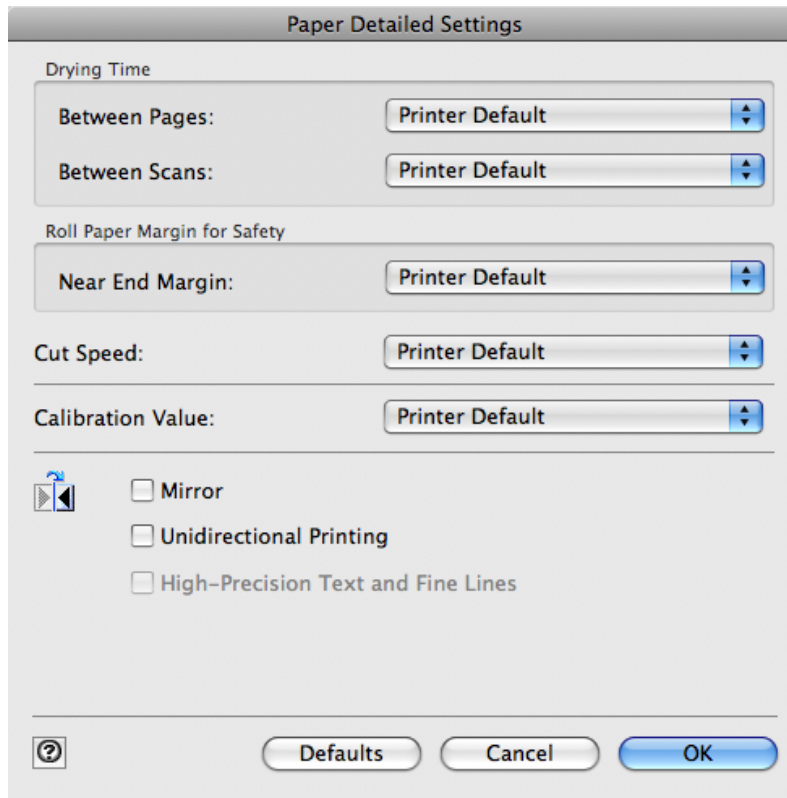 Paper Detailed Settings
Drying Time
Between Pages: Printer Default
Between Scans: Printer Default
Roll Paper Margin for Safety
Near End Margin: Printer Default
Cut Speed: Printer Default
Calibration Value: Printer Default
Mirror
Unidirectional Printing
High-Precision Text and Fine Lines
? Defaults Cancel OK